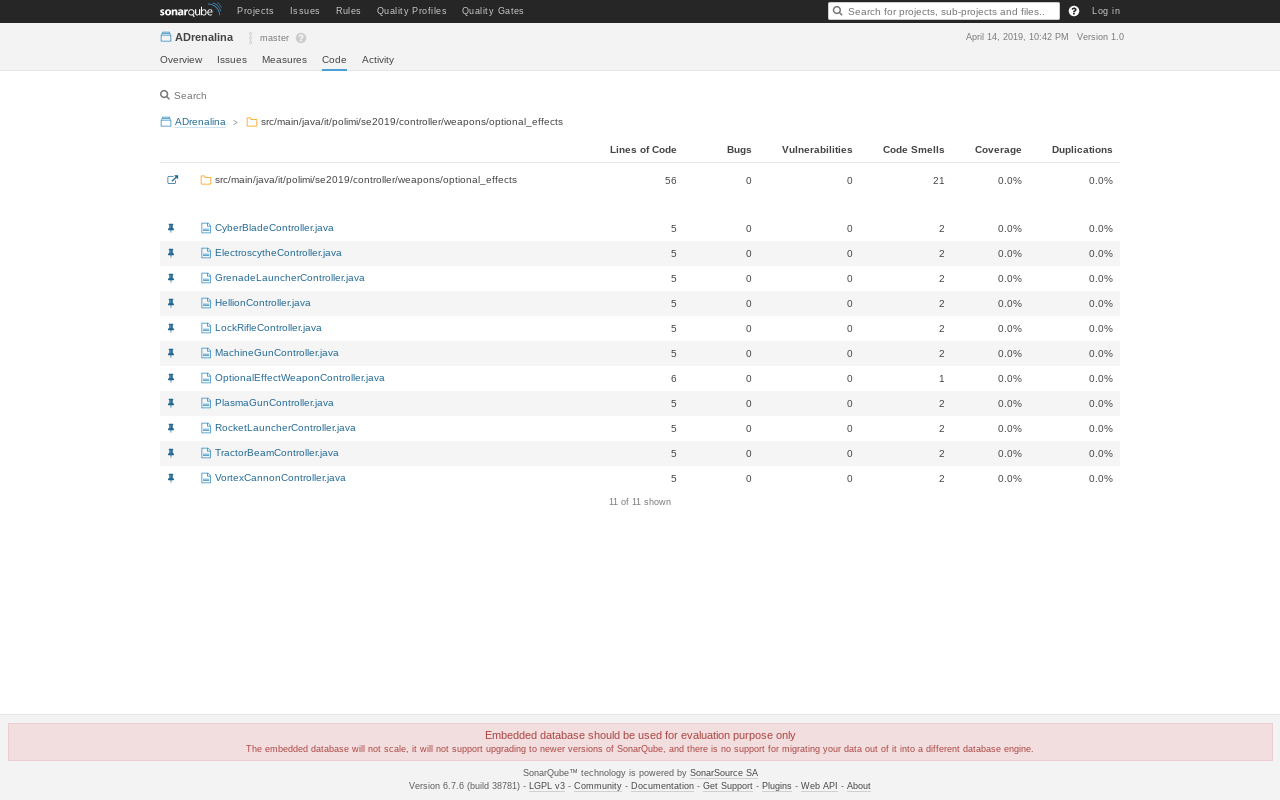 sonarqube Projects Issues Rules Quality Profiles Quality Gates Search for projects, sub-projects and files.. Log in
ADrenalina master April 14, 2019, 10:42 PM Version 1.0
Overview Issues Measures Code Activity
Search
ADrenalina > src/main/java/it/polimi/se2019/controller/weapons/optional_effects
Lines of Code Bugs Vulnerabilities Code Smells Coverage Duplications
src/main/java/it/polimi/se2019/controller/weapons/optional_effects 56 0 0 21 0.0% 0.0%
CyberBladeController.java 5 0 0 2 0.0% 0.0%
ElectroscytheController.java 5 0 0 2 0.0% 0.0%
GrenadeLauncherController.java 5 0 0 2 0.0% 0.0%
HellionController.java 5 0 0 2 0.0% 0.0%
LockRifleController.java 5 0 0 2 0.0% 0.0%
MachineGunController.java 5 0 0 2 0.0% 0.0%
OptionalEffectWeaponController.java 6 0 0 1 0.0% 0.0%
PlasmaGunController.java 5 0 0 2 0.0% 0.0%
RocketLauncherController.java 5 0 0 2 0.0% 0.0%
TractorBeamController.java 5 0 0 2 0.0% 0.0%
VortexCannonController.java 5 0 0 2 0.0% 0.0%
11 of 11 shown
Embedded database should be used for evaluation purpose only
The embedded database will not scale, it will not support upgrading to newer versions of SonarQube, and there is no support for migrating your data out of it into a different database engine.
SonarQube™ technology is powered by SonarSource SA
Version 6.7.6 (build 38781) - LGPL v3 - Community - Documentation - Get Support - Plugins - Web API - About